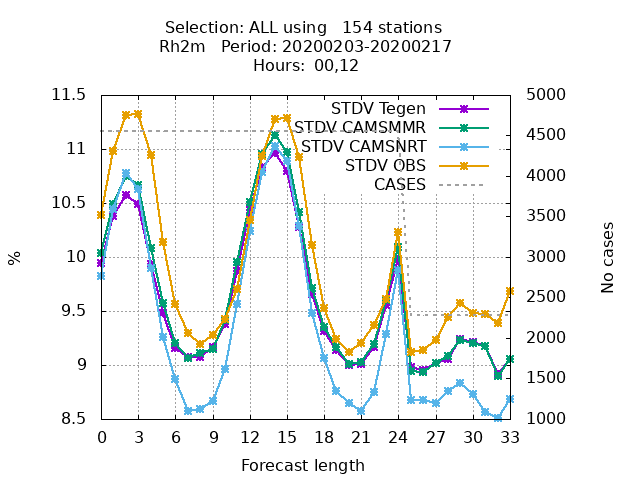 Selection: ALL using   154 stations
Rh2m   Period: 20200203-20200217
Hours:  00,12
11.5
11
10.5
10
9.5
9
8.5
%
5000
4500
4000
3500
3000
2500
2000
1500
1000
No cases
STDV Tegen
STDV CAMSMMR
STDV CAMSNRT
STDV OBS
CASES
0 3 6 9 12 15 18 21 24 27 30 33
Forecast length